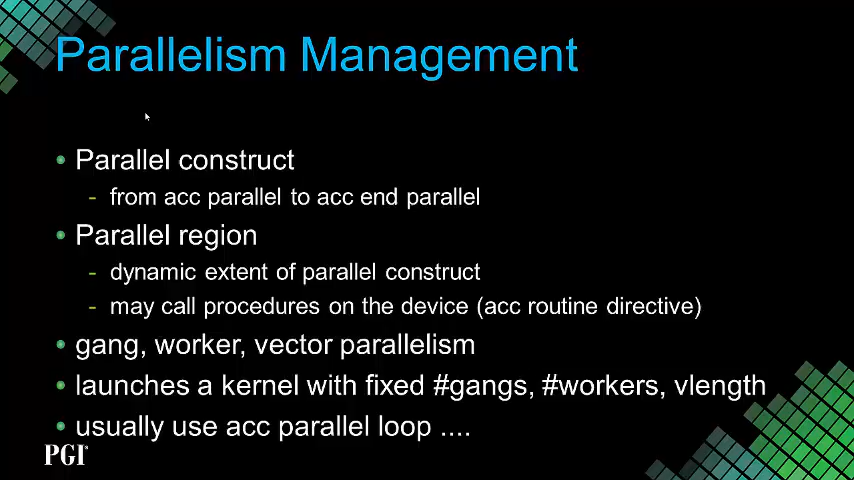 Parallelism Management
• Parallel construct
- from acc parallel to acc end parallel
• Parallel region
- dynamic extent of parallel construct
- may call procedures on the device (acc routine directive)
• gang, worker, vector parallelism
• launches a kernel with fixed #gangs, #workers, vlength
• usually use acc parallel loop ....
PGI